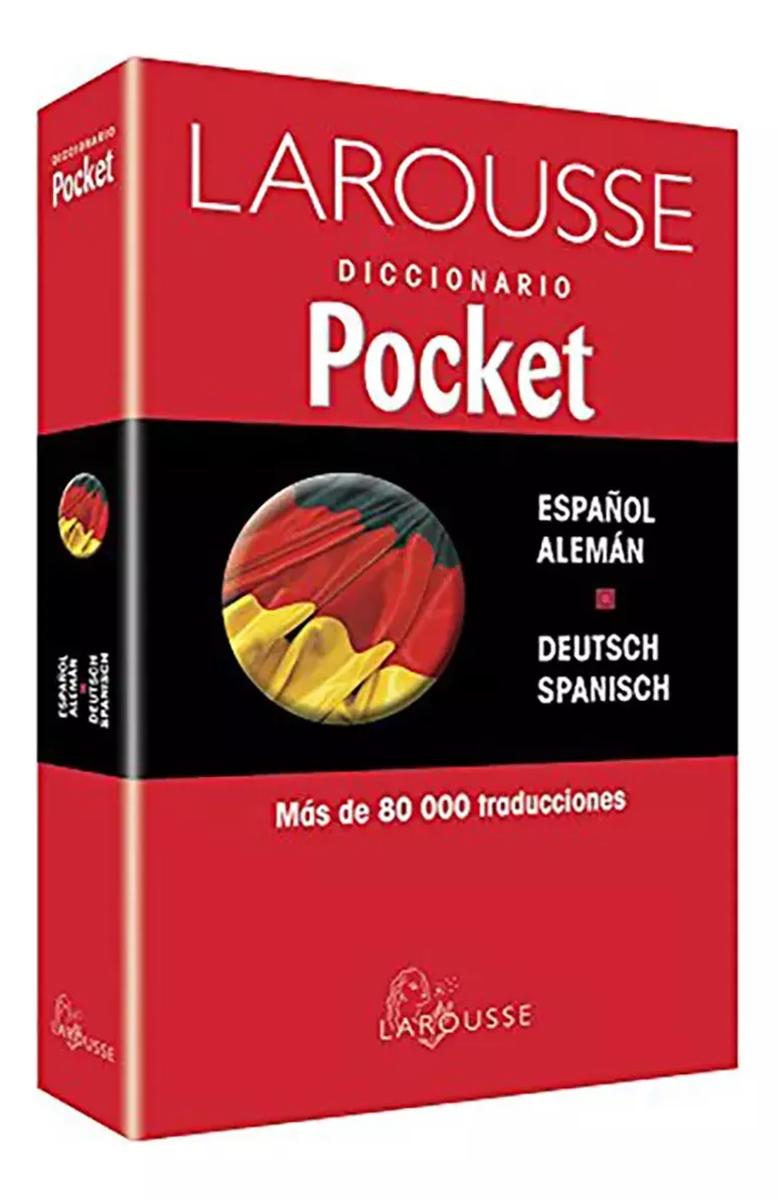 DICCIONARIO
Pocket
ESPAÑOL
ALEMÁN
DEUTSCH
SPANISCH
LAROUSSE
LAROUSSE
DICCIONARIO
Pocket
ESPAÑOL
ALEMÁN
DEUTSCH
SPANISCH
Más de 80 000 traducciones
LAROUSSE